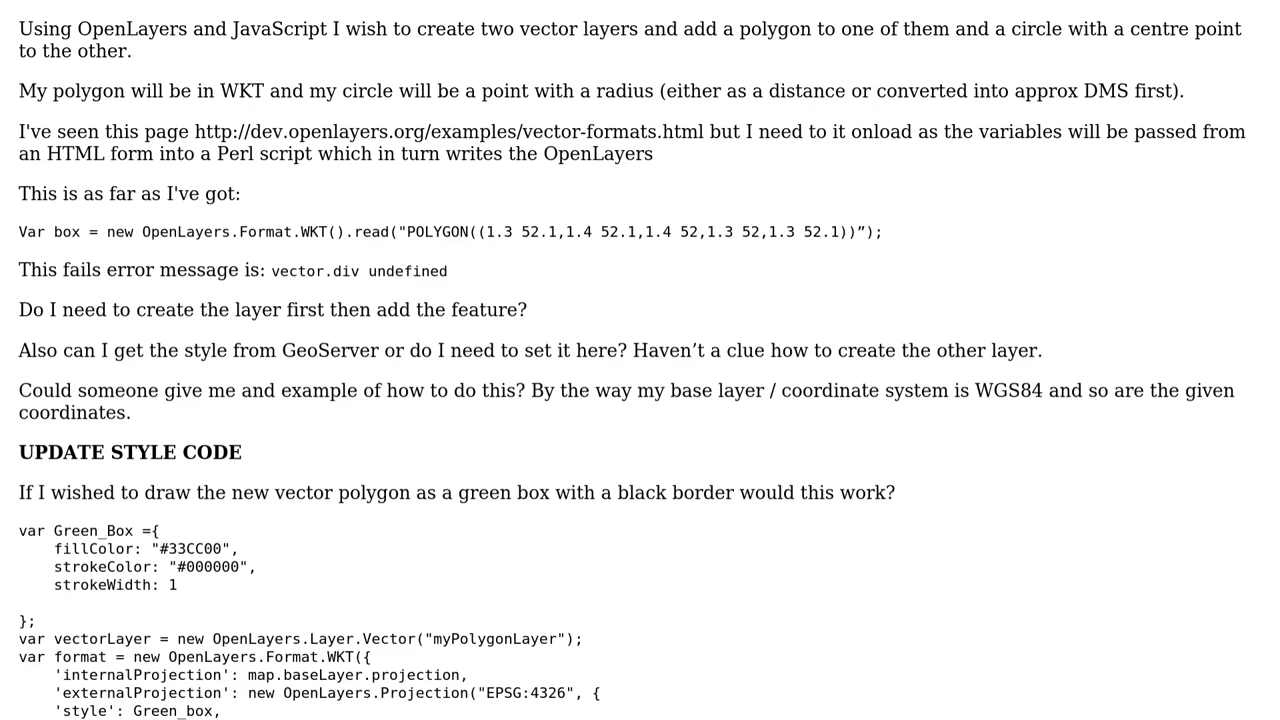 Using OpenLayers and JavaScript I wish to create two vector layers and add a polygon to one of them and a circle with a centre point
to the other.
My polygon will be in WKT and my circle will be a point with a radius (either as a distance or converted into approx DMS first).
I've seen this page http://dev.openlayers.org/examples/vector-formats.html but I need to it onload as the variables will be passed from
an HTML form into a Perl script which in turn writes the OpenLayers
This is as far as I've got:
Var box = new OpenLayers.Format.WKT().read("POLYGON((1.3 52.1,1.4 52.1,1.4 52,1.3 52,1.3 52.1))”);
This fails error message is: vector.div undefined
Do I need to create the layer first then add the feature?
Also can I get the style from GeoServer or do I need to set it here? Haven’t a clue how to create the other layer.
Could someone give me and example of how to do this? By the way my base layer / coordinate system is WGS84 and so are the given
coordinates.
UPDATE STYLE CODE
If I wished to draw the new vector polygon as a green box with a black border would this work?
var Green_Box ={
    fillColor: "#33CC00",
    strokeColor: "#000000",
    strokeWidth: 1
};
var vectorLayer = new OpenLayers.Layer.Vector("myPolygonLayer");
var format = new OpenLayers.Format.WKT({
    'internalProjection': map.baseLayer.projection,
    'externalProjection': new OpenLayers.Projection("EPSG:4326", {
    'style': Green_box,